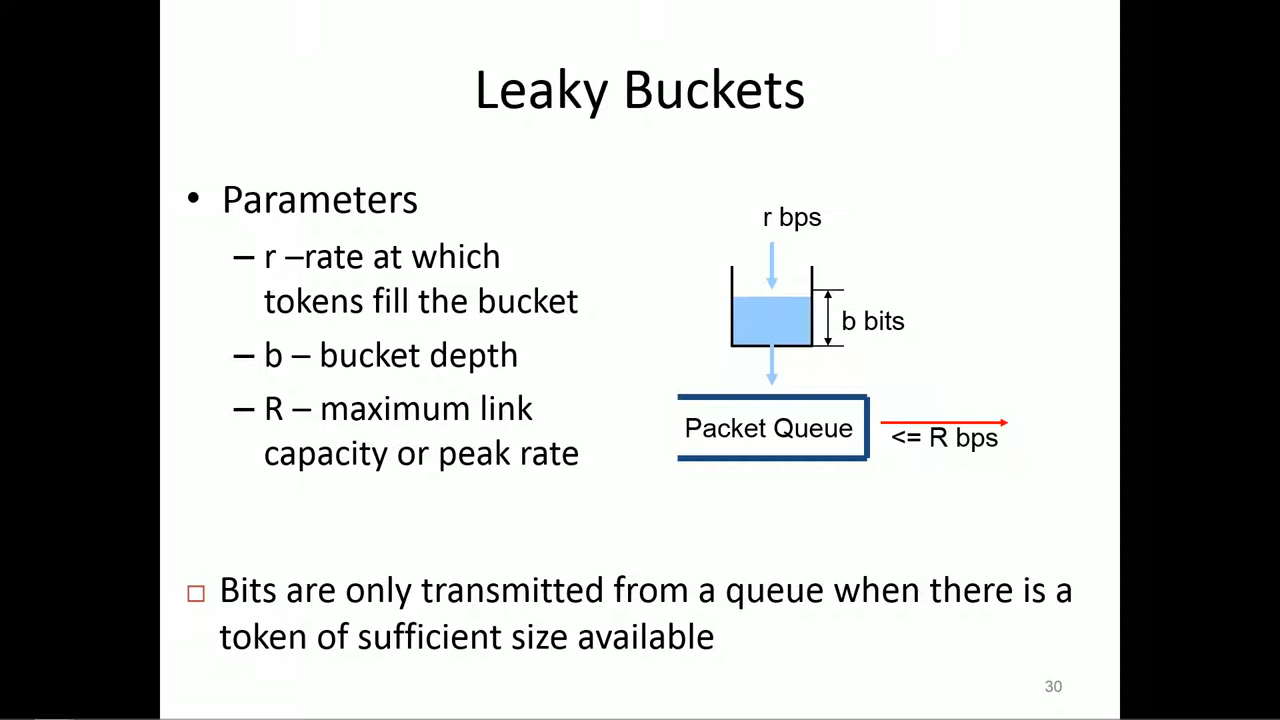 Leaky Buckets
• Parameters
– r –rate at which
tokens fill the bucket
– b – bucket depth
– R – maximum link
capacity or peak rate
r bps
b bits
Packet Queue
<= R bps
□ Bits are only transmitted from a queue when there is a
token of sufficient size available
30